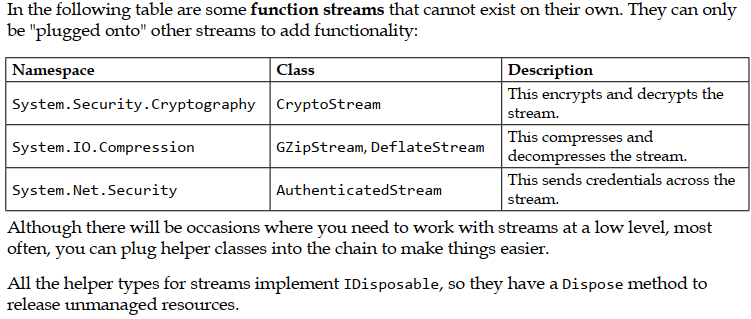 In the following table are some function streams that cannot exist on their own. They can only
be "plugged onto" other streams to add functionality:
Namespace Class Description
System.Security.Cryptography CryptoStream This encrypts and decrypts the
stream.
System.IO.Compression GZipStream, DeflateStream This compresses and
decompresses the stream.
System.Net.Security AuthenticatedStream This sends credentials across the
stream.
Although there will be occasions where you need to work with streams at a low level, most
often, you can plug helper classes into the chain to make things easier.
All the helper types for streams implement IDisposable, so they have a Dispose method to
release unmanaged resources.